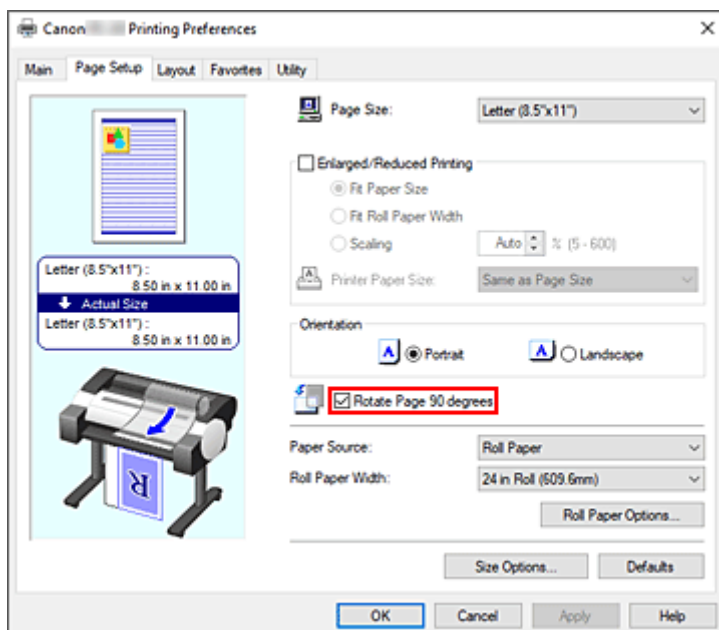 Canon Printing Preferences
Main Page Setup Layout Favorites Utility
Page Size: Letter (8.5"x11")
Enlarged/Reduced Printing
Fit Paper Size
Fit Roll Paper Width
Scaling Auto % (5 - 600)
Printer Paper Size: Same as Page Size
Letter (8.5"x11") :
8.50 in x 11.00 in
Actual Size
Letter (8.5"x11") :
8.50 in x 11.00 in
Orientation
A Portrait A Landscape
Rotate Page 90 degrees
Paper Source: Roll Paper
Roll Paper Width: 24 in Roll (609.6mm)
R
Roll Paper Options...
Size Options... Defaults
OK Cancel Apply Help